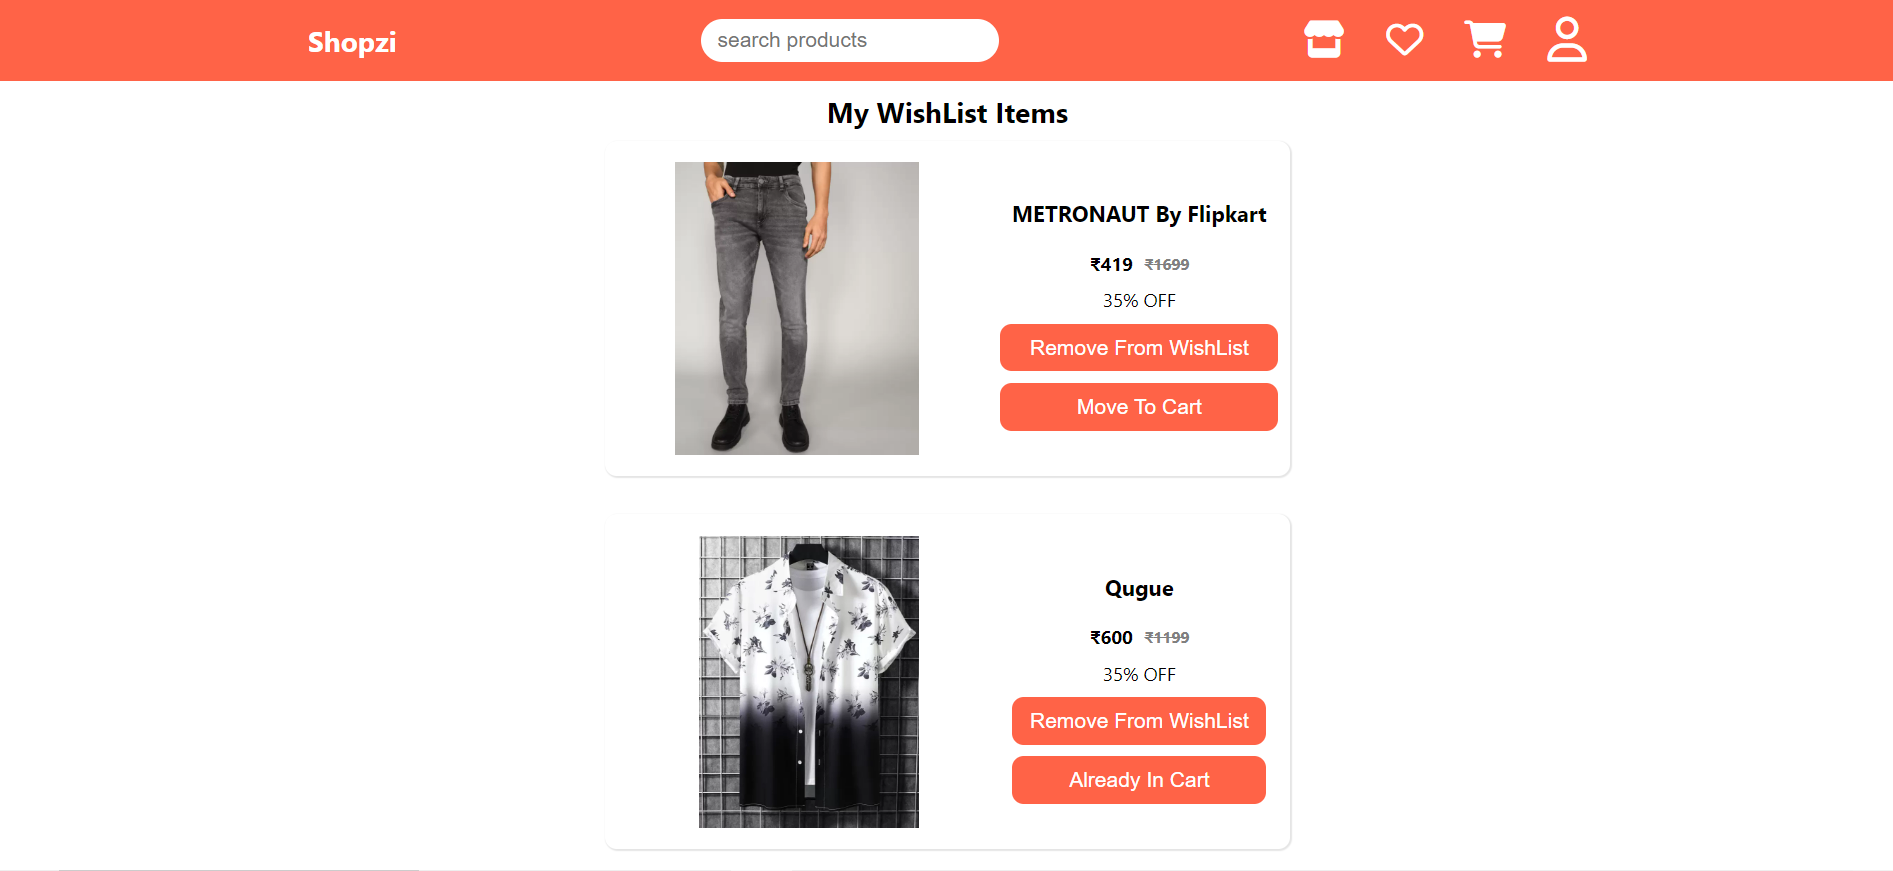 Shopzi
search products
My WishList Items
METRONAUT By Flipkart
₹419 ₹1699
35% OFF
Remove From WishList
Move To Cart
Qugue
₹600 ₹1199
35% OFF
Remove From WishList
Already In Cart